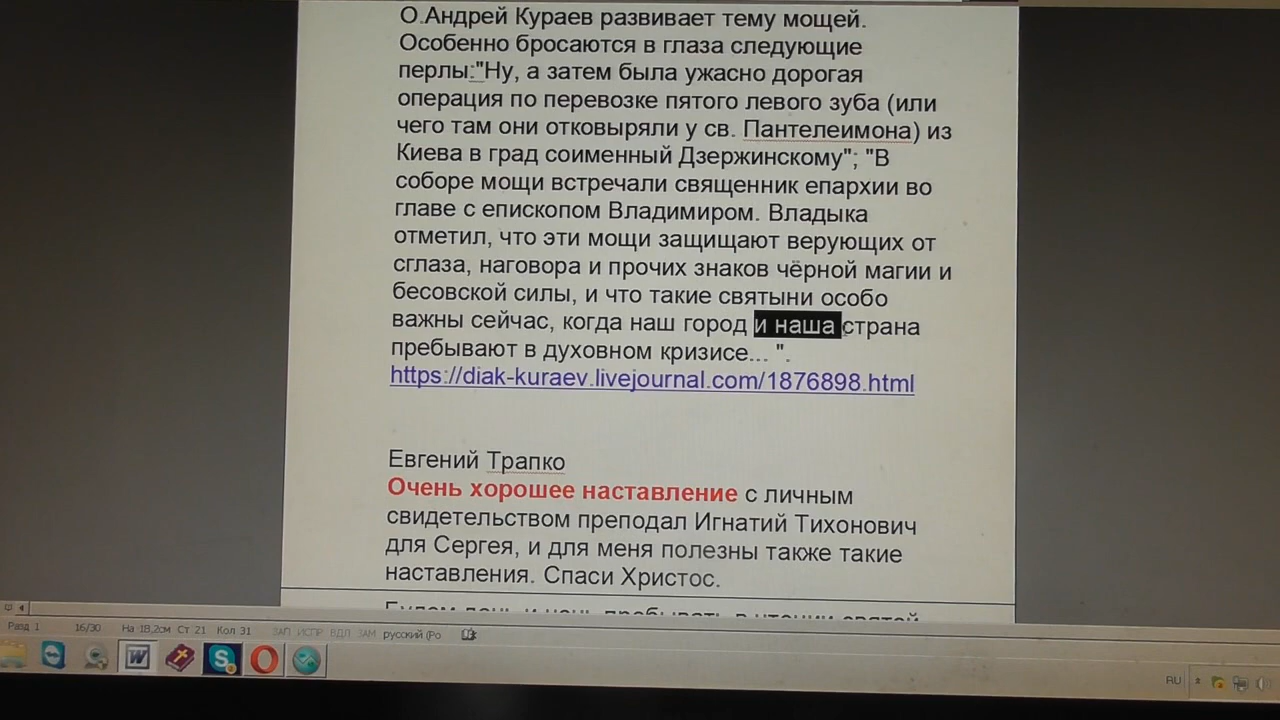 О.Андрей Кураев развивает тему мощей.
Особенно бросаются в глаза следующие
перлы:"Ну, а затем была ужасно дорогая
операция по перевозке пятого левого зуба (или
чего там они отковыряли у св. Пантелеимона) из
Киева в град соименный Дзержинскому"; "В
соборе мощи встречали священник епархии во
главе с епископом Владимиром. Владыка
отметил, что эти мощи защищают верующих от
сглаза, наговора и прочих знаков чёрной магии и
бесовской силы, и что такие святыни особо
важны сейчас, когда наш город и наша страна
пребывают в духовном кризисе... ".
https://diak-kuraev.livejournal.com/1876898.html
Евгений Трапко
Очень хорошее наставление с личным
свидетельством преподал Игнатий Тихонович
для Сергея, и для меня полезны также такие
наставления. Спаси Христос.
Разд 1 16/30 На 18,2см Ст 21 Кол 31 ЗАП ИСПР ВДЛ ЗАМ русский (Ро
W S
RU